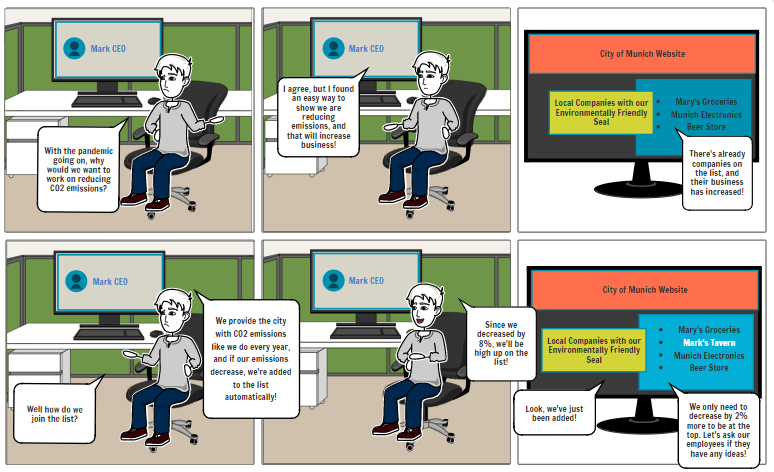 Mark CEO
With the pandemic
going on, why
would we want to
work on reducing
CO2 emissions?
Mark CEO
I agree, but I found
an easy way to
show we are
reducing
emissions, and
that will increase
business!
City of Munich Website
Local Companies with our
Environmentally Friendly
Seal
• Mary's Groceries
• Munich Electronics
• Beer Store
There's already
companies on
the list, and
their business
has increased!
Mark CEO
Well how do we
join the list?
We provide the city
with CO2 emissions
like we do every year,
and if our emissions
decrease, we're added
to the list
automatically!
Mark CEO
Since we
decreased by
8%, we'll be
high up on the
list!
City of Munich Website
Local Companies with our
Environmentally Friendly
Seal
• Mary's Groceries
• Mark's Tavern
• Munich Electronics
• Beer Store
Look, we've just
been added!
We only need to
decrease by 2%
more to be at the
top. Let's ask our
employees if they
have any ideas!